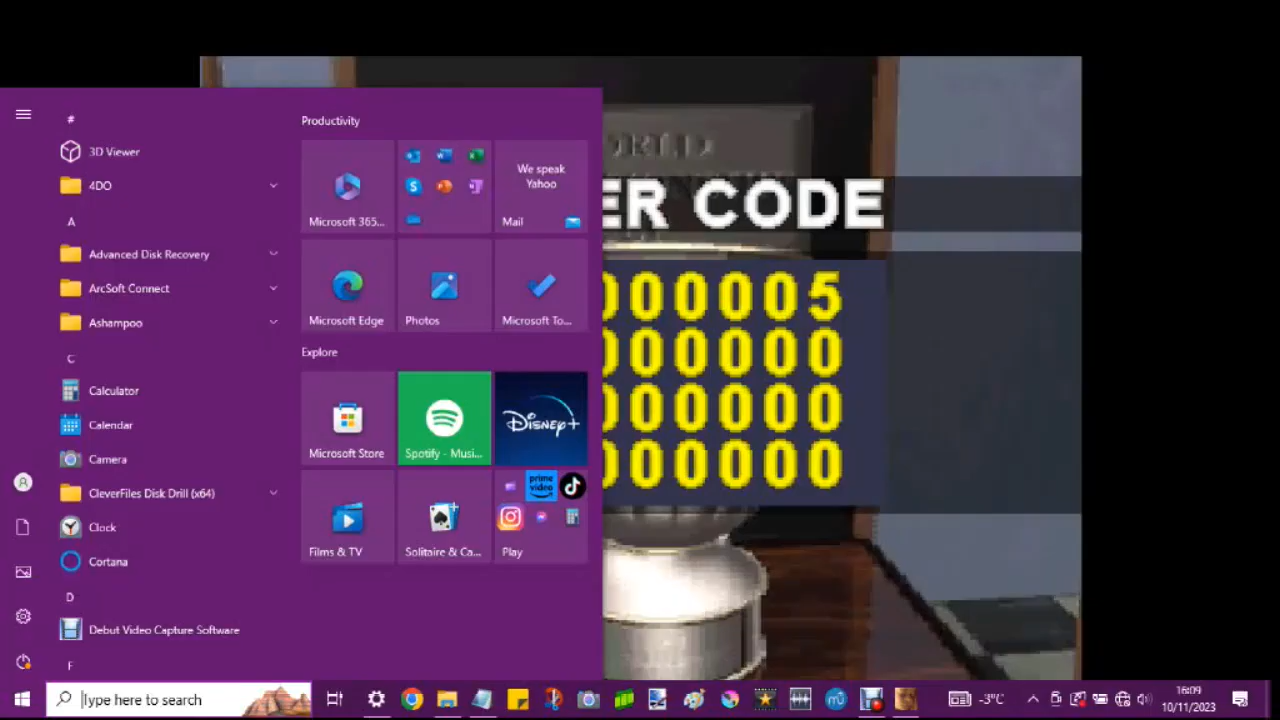 #
3D Viewer
4DO
A
Advanced Disk Recovery
ArcSoft Connect
Ashampoo
C
Calculator
Calendar
Camera
CleverFiles Disk Drill (x64)
Clock
Cortana
D
Debut Video Capture Software
F
Productivity
Microsoft 365...
We speak
Yahoo
Mail
Microsoft Edge
Photos
Microsoft To...
Explore
Microsoft Store
Spotify - Musi...
Disney+
Films & TV
Solitaire & Ca...
prime video
Play
ORLD
ER CODE
000005
000000
000000
000000
Type here to search
-3°C
16:09
10/11/2023